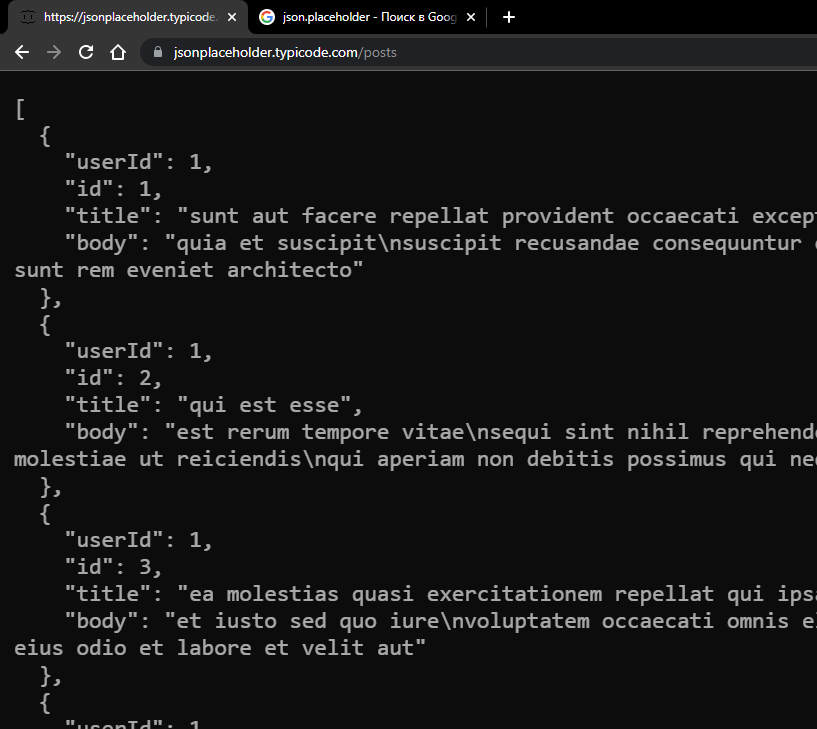 https://jsonplaceholder.typicode.
json.placeholder - Поиск в Goog
jsonplaceholder.typicode.com/posts
[
{
"userId": 1,
"id": 1,
"title": "sunt aut facere repellat provident occaecati except
"body": "quia et suscipit\nsuscipit recusandae consequuntur
sunt rem eveniet architecto"
},
{
"userId": 1,
"id": 2,
"title": "qui est esse",
"body": "est rerum tempore vitae\nsequi sint nihil reprehende
molestiae ut reiciendis\nqui aperiam non debitis possimus qui neq
},
{
"userId": 1,
"id": 3,
"title": "ea molestias quasi exercitationem repellat qui ipsa
"body": "et iusto sed quo iure\nvoluptatem occaecati omnis el
eius odio et labore et velit aut"
},
{
"userId": 1